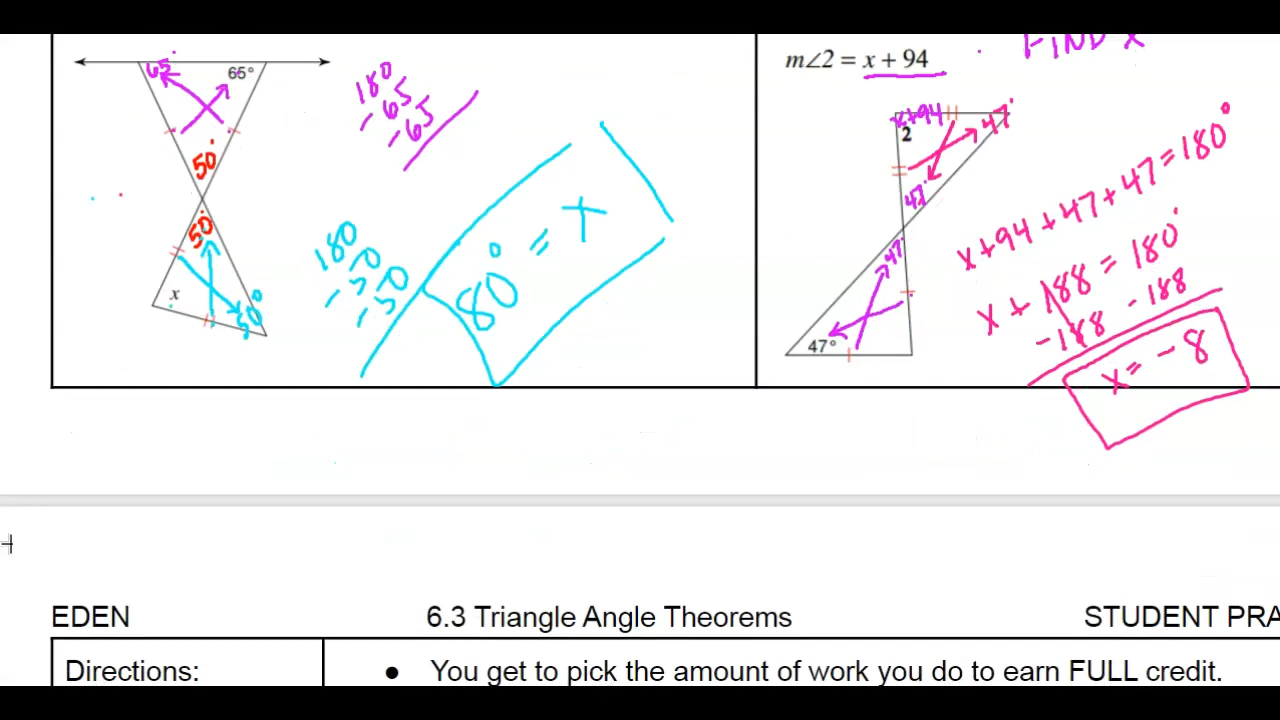 65°
65°
180
- 65
- 65
50°
50°
x
50°
180
- 50
- 50
80° = x
FIND X
m∠2 = x + 94
x+94
47°
2
47°
47°
47°
x+94+47+47=180°
x + 188 = 180°
-188 -188
x = -8
EDEN
6.3 Triangle Angle Theorems
STUDENT PRA
Directions:
● You get to pick the amount of work you do to earn FULL credit.